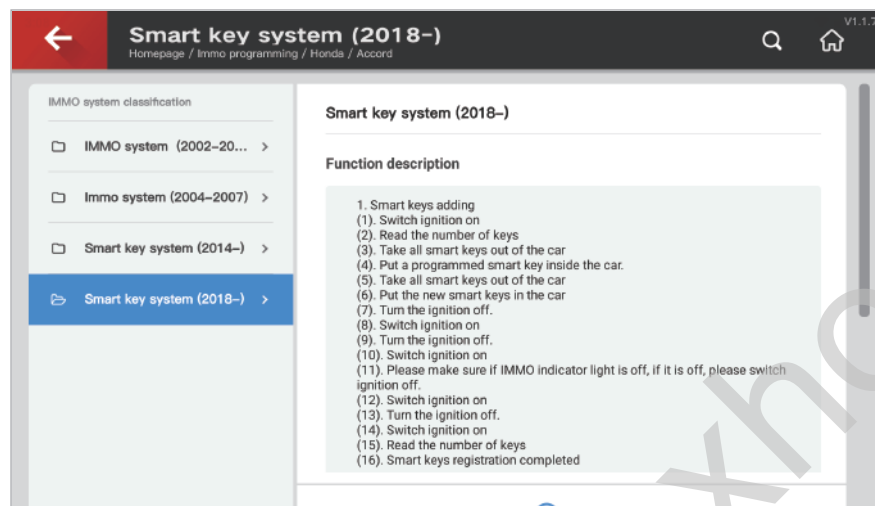 Smart key system (2018-)
V1.1.7
Homepage / Immo programming / Honda / Accord
IMMO system classification
IMMO system (2002-20...
Immo system (2004-2007)
Smart key system (2014-)
Smart key system (2018-)
Smart key system (2018-)
Function description
1. Smart keys adding
(1). Switch ignition on
(2). Read the number of keys
(3). Take all smart keys out of the car
(4). Put a programmed smart key inside the car.
(5). Take all smart keys out of the car
(6). Put the new smart keys in the car
(7). Turn the ignition off.
(8). Switch ignition on
(9). Turn the ignition off.
(10). Switch ignition on
(11). Please make sure if IMMO indicator light is off, if it is off, please switch
ignition off.
(12). Switch ignition on
(13). Turn the ignition off.
(14). Switch ignition on
(15). Read the number of keys
(16). Smart keys registration completed